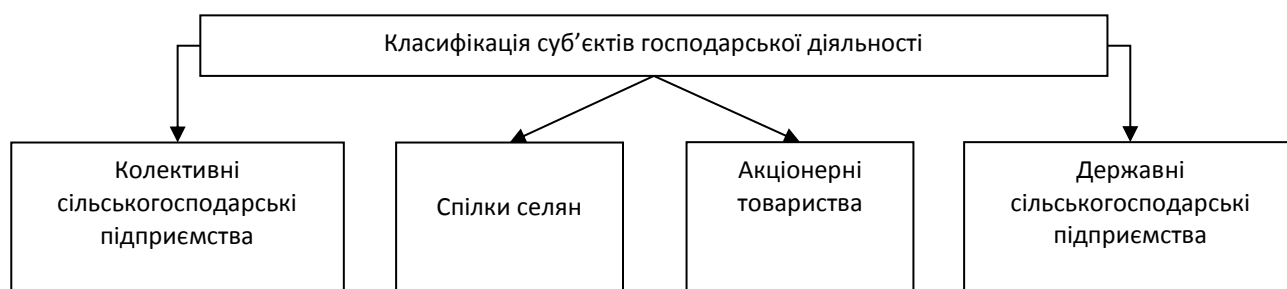 Класифікація суб’єктів господарської діяльності
Колективні
сільськогосподарські
підприємства
Спілки селян
Акціонерні
товариства
Державні
сільськогосподарські
підприємства